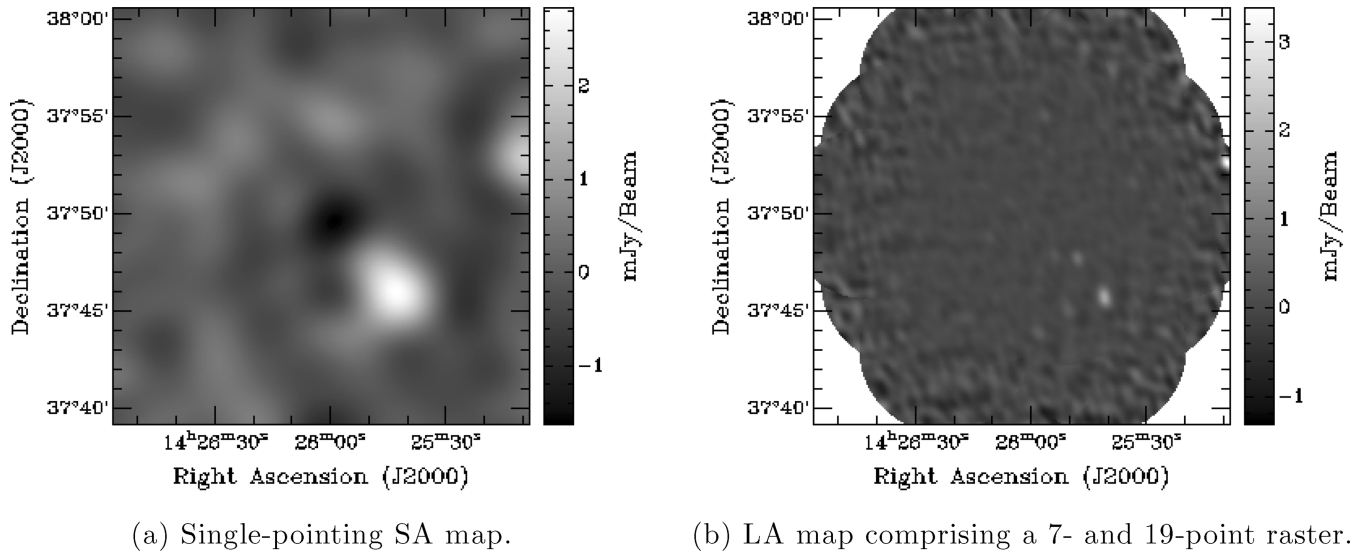 38°00'
37°55'
37°50'
37°45'
37°40'
Declination (J2000)
14ʰ26ᵐ30ˢ 26ᵐ00ˢ 25ᵐ30ˢ
Right Ascension (J2000)
2
1
0
−1
mJy/Beam
(a) Single-pointing SA map.
38°00'
37°55'
37°50'
37°45'
37°40'
Declination (J2000)
14ʰ26ᵐ30ˢ 26ᵐ00ˢ 25ᵐ30ˢ
Right Ascension (J2000)
3
2
1
0
−1
mJy/Beam
(b) LA map comprising a 7- and 19-point raster.